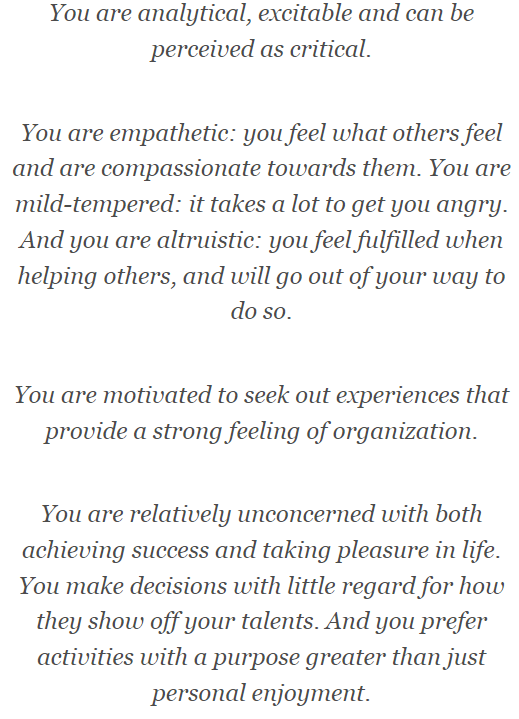 You are analytical, excitable and can be
perceived as critical.
You are empathetic: you feel what others feel
and are compassionate towards them. You are
mild-tempered: it takes a lot to get you angry.
And you are altruistic: you feel fulfilled when
helping others, and will go out of your way to
do so.
You are motivated to seek out experiences that
provide a strong feeling of organization.
You are relatively unconcerned with both
achieving success and taking pleasure in life.
You make decisions with little regard for how
they show off your talents. And you prefer
activities with a purpose greater than just
personal enjoyment.